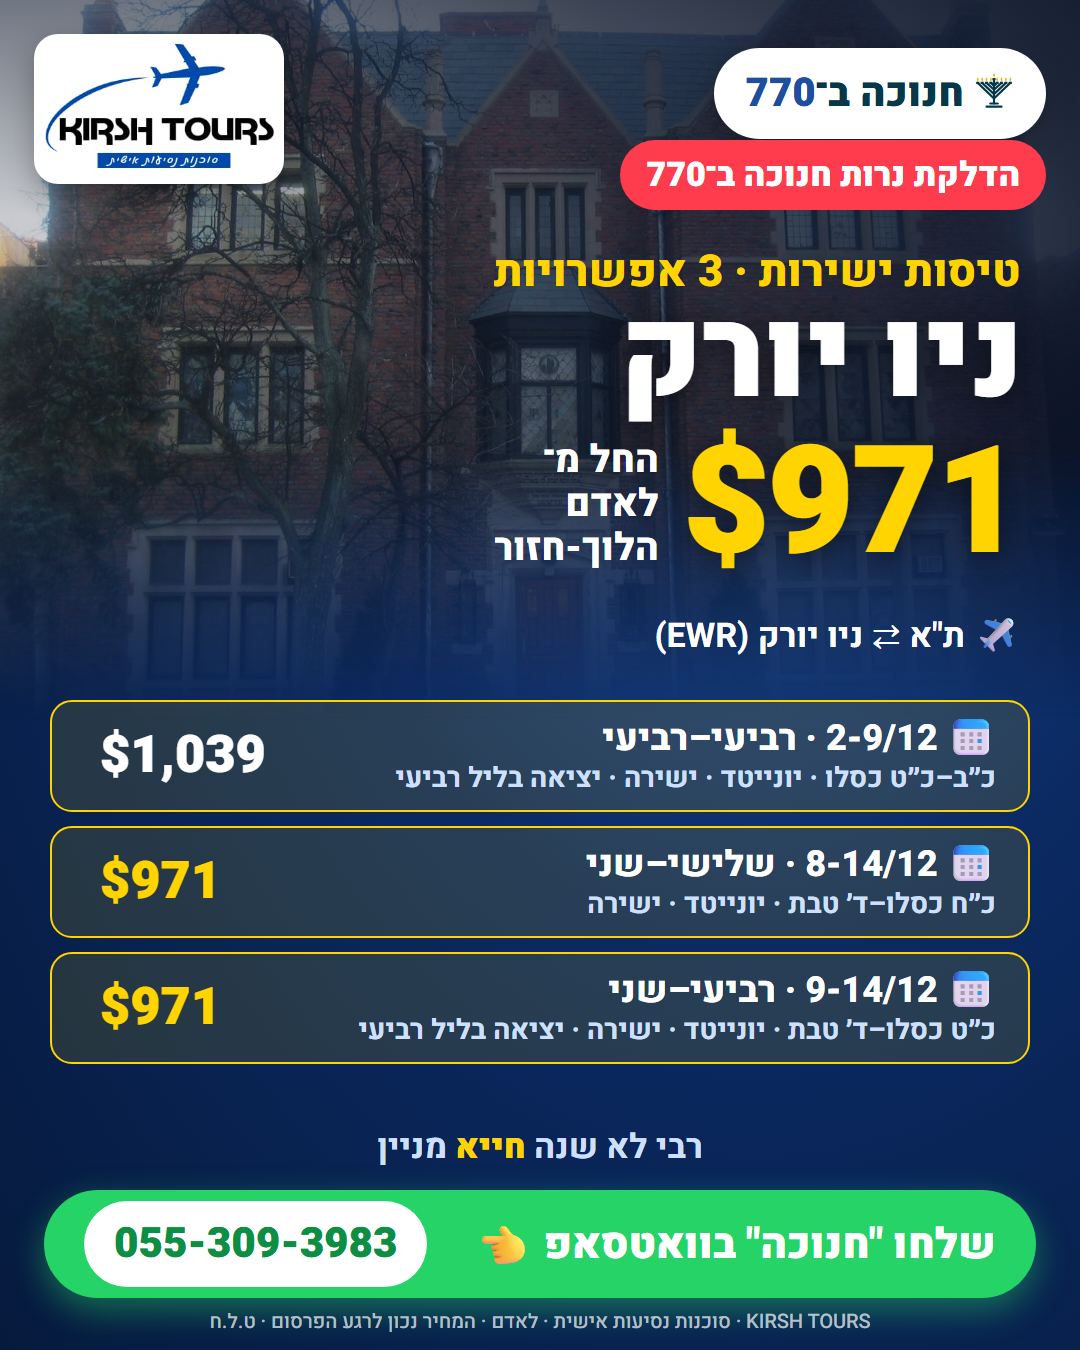 KIRSH TOURS
סוכנות נסיעות אישית
חנוכה ב־770
הדלקת נרות חנוכה ב־770
טיסות ישירות · 3 אפשרויות
ניו יורק
$971
החל מ־
לאדם
הלוך-חזור
ת"א ⇄ ניו יורק (EWR)
2-9/12 · רביעי–רביעי
$1,039
כ״ב–כ״ט כסלו · יונייטד · ישירה · יציאה בליל רביעי
8-14/12 · שלישי–שני
$971
כ״ח כסלו–ד׳ טבת · יונייטד · ישירה
9-14/12 · רביעי–שני
$971
כ״ט כסלו–ד׳ טבת · יונייטד · ישירה · יציאה בליל רביעי
רבי לא שנה חייא מניין
שלחו "חנוכה" בוואטסאפ 👈 055-309-3983
KIRSH TOURS · סוכנות נסיעות אישית · לאדם · המחיר נכון לרגע הפרסום · ט.ל.ח